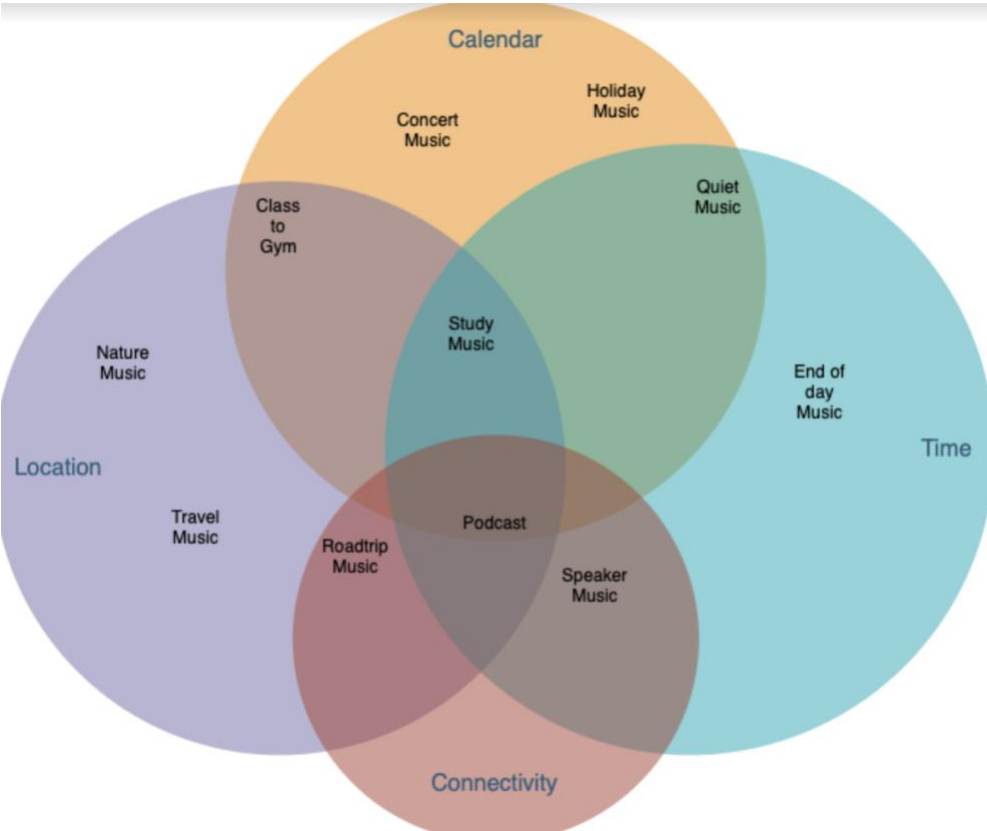 Calendar
Holiday
Music
Concert
Music
Quiet
Music
Class
to
Gym
Study
Music
Nature
Music
End of
day
Music
Time
Location
Travel
Music
Podcast
Roadtrip
Music
Speaker
Music
Connectivity